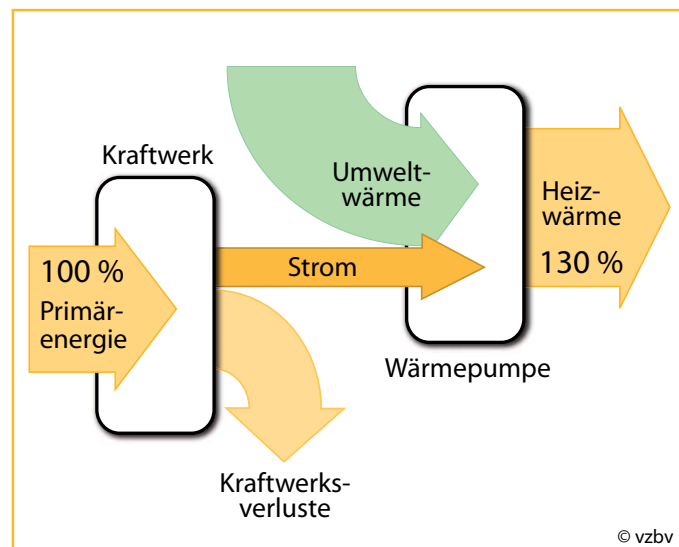 Kraftwerk
Umwelt-
wärme
Heiz-
wärme
130 %
100 %
Primär-
energie
Strom
Wärmepumpe
Kraftwerks-
verluste
© vzbv